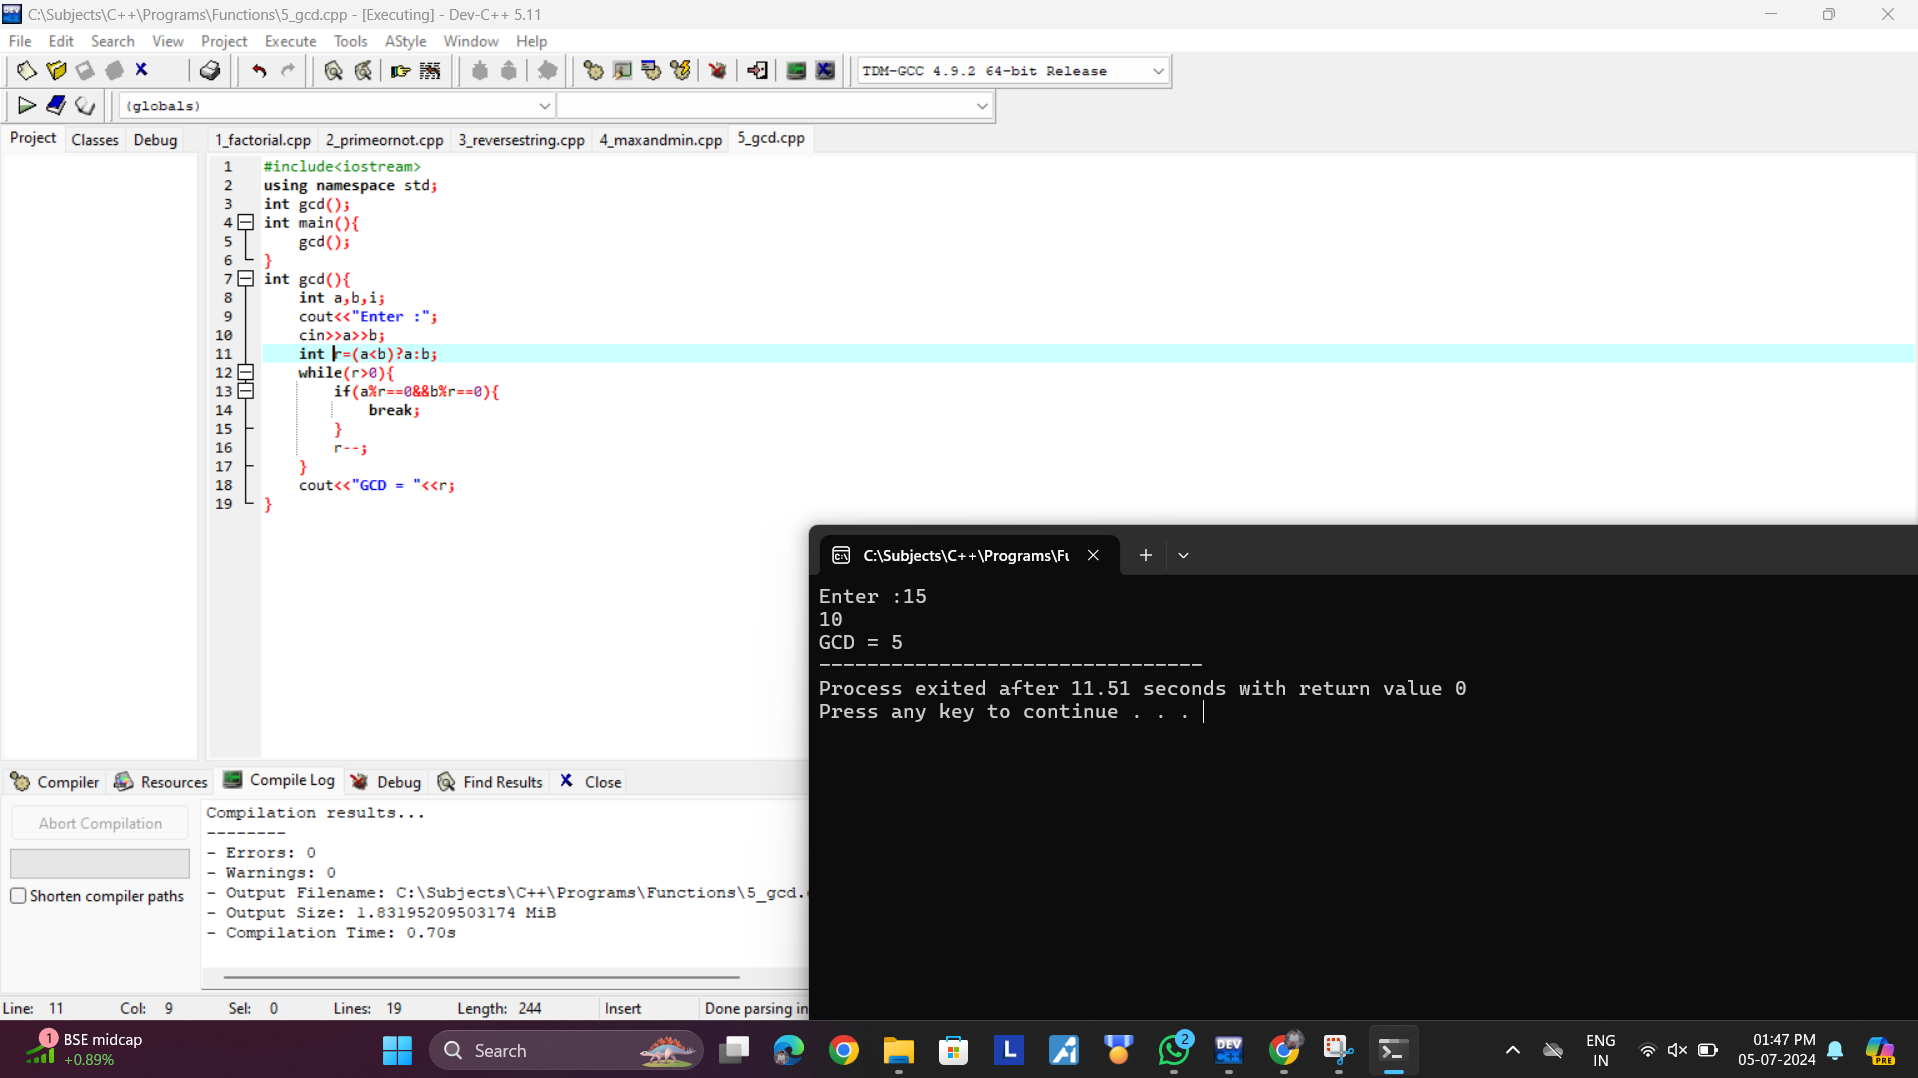 C:\Subjects\C++\Programs\Functions\5_gcd.cpp - [Executing] - Dev-C++ 5.11
File Edit Search View Project Execute Tools AStyle Window Help
TDM-GCC 4.9.2 64-bit Release
(globals)
Project Classes Debug
1_factorial.cpp 2_primeornot.cpp 3_reversestring.cpp 4_maxandmin.cpp 5_gcd.cpp
1 #include<iostream>
2 using namespace std;
3 int gcd();
4 int main(){
5 gcd();
6 }
7 int gcd(){
8 int a,b,i;
9 cout<<"Enter :";
10 cin>>a>>b;
11 int r=(a<b)?a:b;
12 while(r>0){
13 if(a%r==0&&b%r==0){
14 break;
15 }
16 r--;
17 }
18 cout<<"GCD = "<<r;
19 }
C:\Subjects\C++\Programs\Fu
Enter :15
10
GCD = 5
--------------------------------
Process exited after 11.51 seconds with return value 0
Press any key to continue . . .
Compiler Resources Compile Log Debug Find Results Close
Abort Compilation
Shorten compiler paths
Compilation results...
--------
- Errors: 0
- Warnings: 0
- Output Filename: C:\Subjects\C++\Programs\Functions\5_gcd.
- Output Size: 1.83195209503174 MiB
- Compilation Time: 0.70s
Line: 11 Col: 9 Sel: 0 Lines: 19 Length: 244 Insert Done parsing in
1 BSE midcap
+0.89%
Search
L
2
DEV
C++
ENG
IN
01:47 PM
05-07-2024
PRE